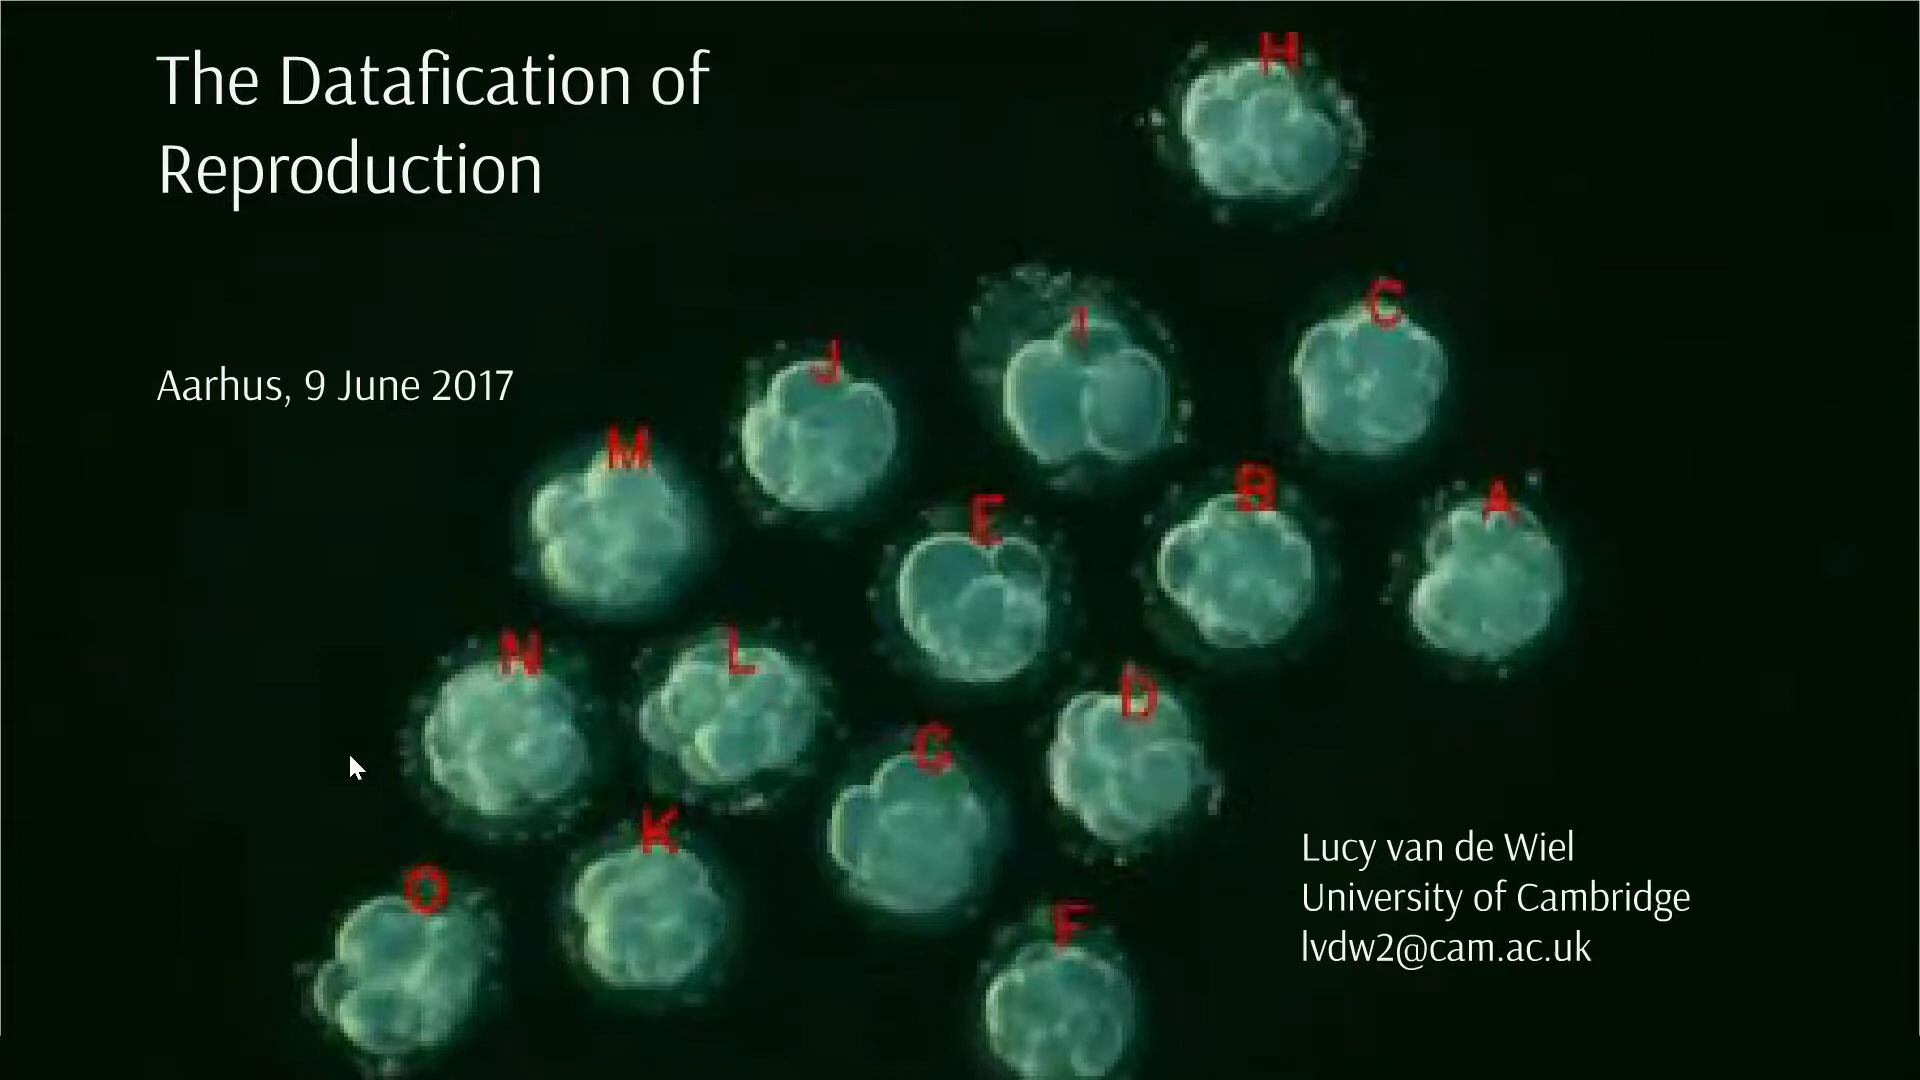 The Datafication of
Reproduction
H
C
I
J
Aarhus, 9 June 2017
M
B
A
E
N
L
D
G
K
Lucy van de Wiel
O
University of Cambridge
F
lvdw2@cam.ac.uk